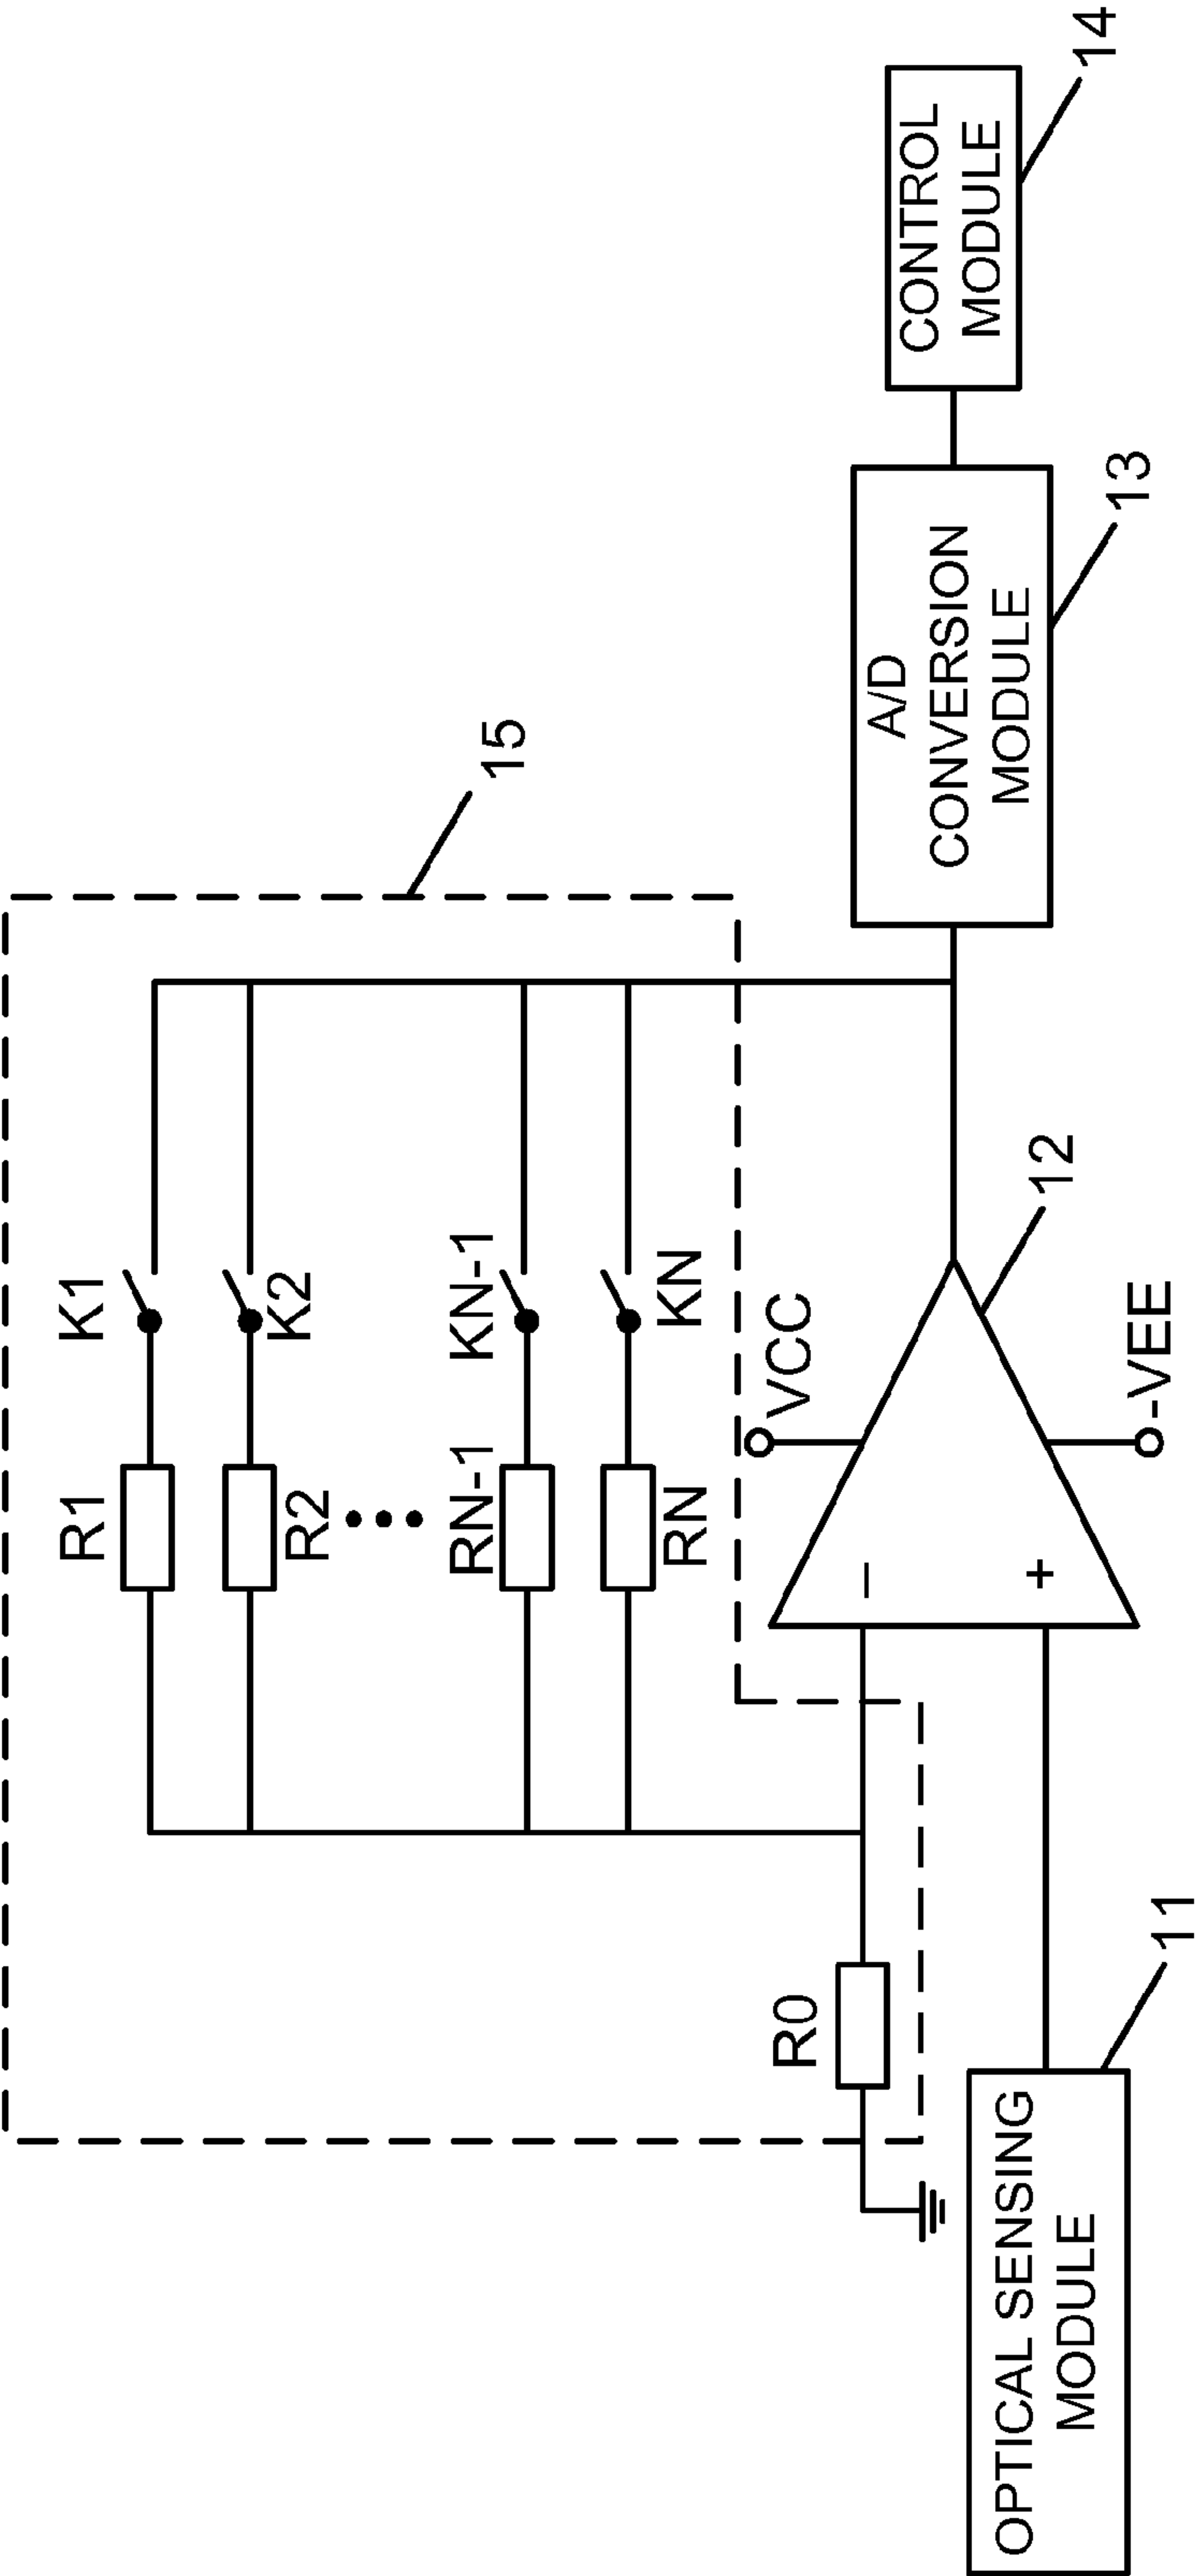 15
R1
K1
R2
K2
RN-1
KN-1
RN
KN
R0
VCC
−
+
-VEE
12
OPTICAL SENSING
MODULE
11
A/D
CONVERSION
MODULE
13
CONTROL
MODULE
14